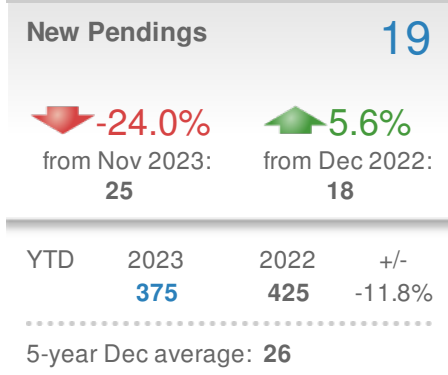 New Pendings 19
-24.0% 5.6%
from Nov 2023: from Dec 2022:
25 18
YTD 2023 2022 +/-
375 425 -11.8%
5-year Dec average: 26